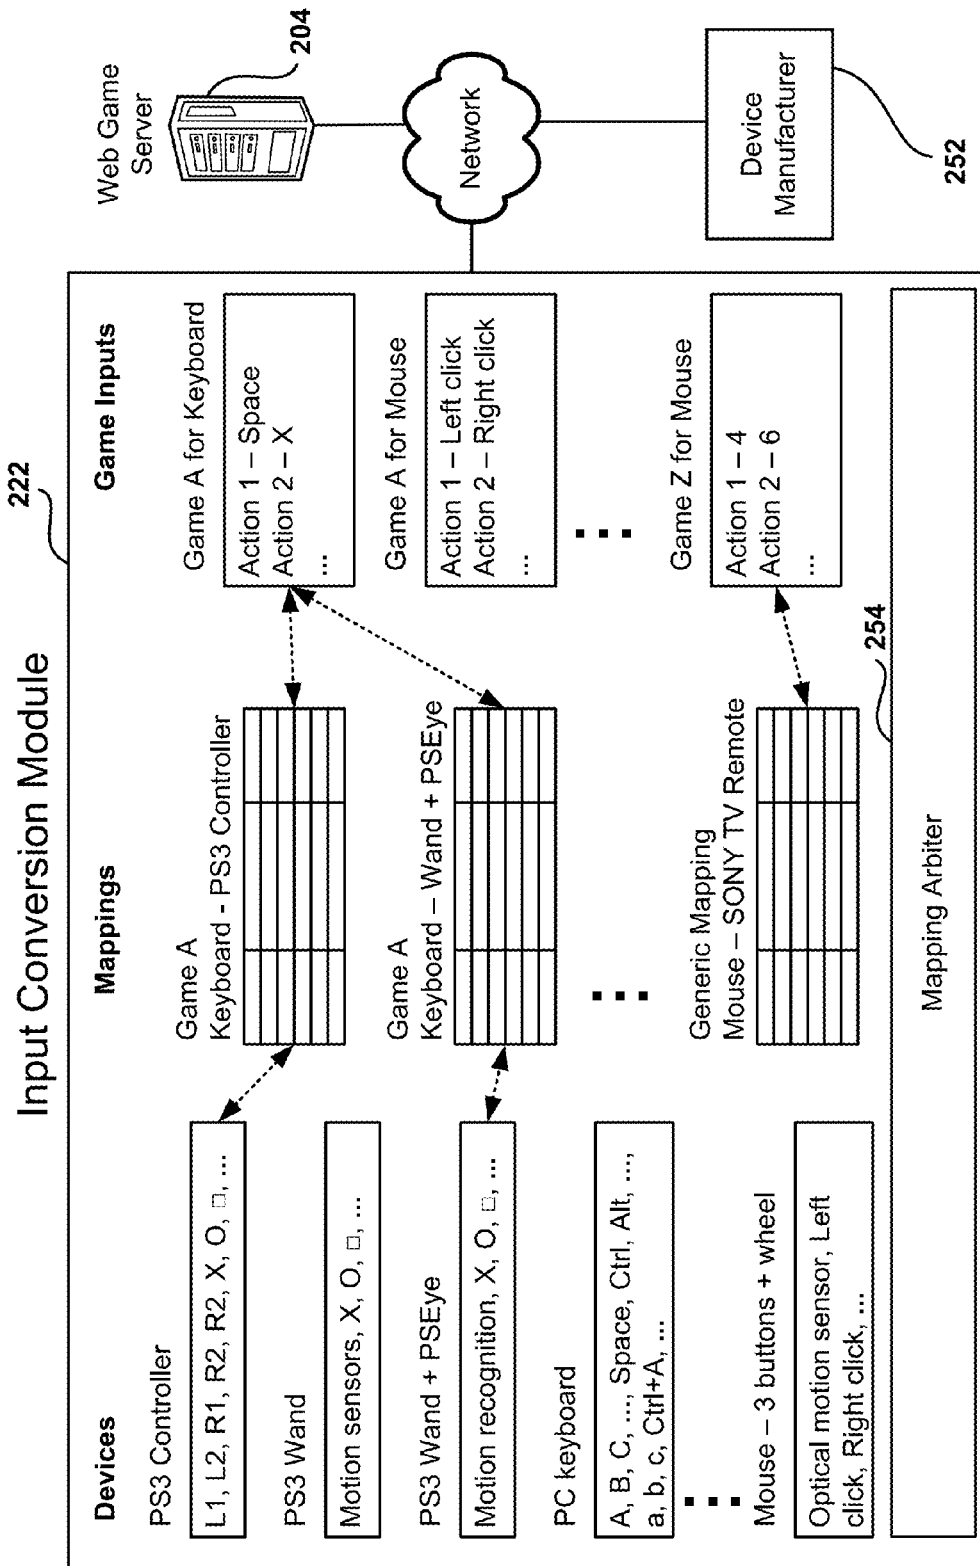 Input Conversion Module
222
Devices
PS3 Controller
L1, L2, R1, R2, R2, X, O, □, ...
PS3 Wand
Motion sensors, X, O, □, ...
PS3 Wand + PSEye
Motion recognition, X, O, □, ...
PC keyboard
A, B, C, ..., Space, Ctrl, Alt, ...,
a, b, c, Ctrl+A, ...
Mouse – 3 buttons + wheel
Optical motion sensor, Left
click, Right click, ...
Mappings
Game A
Keyboard - PS3 Controller
Game A
Keyboard – Wand + PSEye
Generic Mapping
Mouse – SONY TV Remote
Game Inputs
Game A for Keyboard
Action 1 – Space
Action 2 – X
...
Game A for Mouse
Action 1 – Left click
Action 2 – Right click
...
Game Z for Mouse
Action 1 – 4
Action 2 – 6
...
254
Mapping Arbiter
Web Game
Server
204
Network
Device
Manufacturer
252